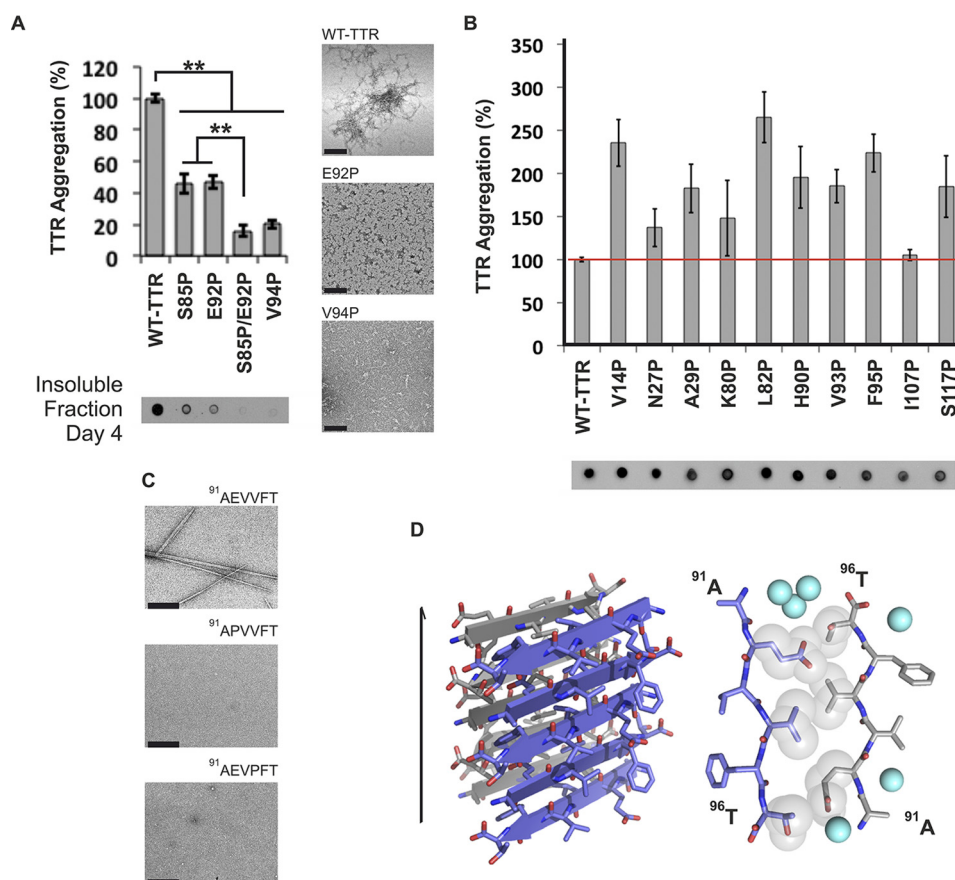 A
TTR Aggregation (%)
120
100
80
60
40
20
0
**
**
WT-TTR
S85P
E92P
S85P/E92P
V94P
Insoluble
Fraction
Day 4
WT-TTR
E92P
V94P
B
TTR Aggregation (%)
350
300
250
200
150
100
50
0
WT-TTR
V14P
N27P
A29P
K80P
L82P
H90P
V93P
F95P
I107P
S117P
C
⁹¹AEVVFT
⁹¹APVVFT
⁹¹AEVPFT
D
⁹¹A
⁹⁶T
⁹⁶T
⁹¹A